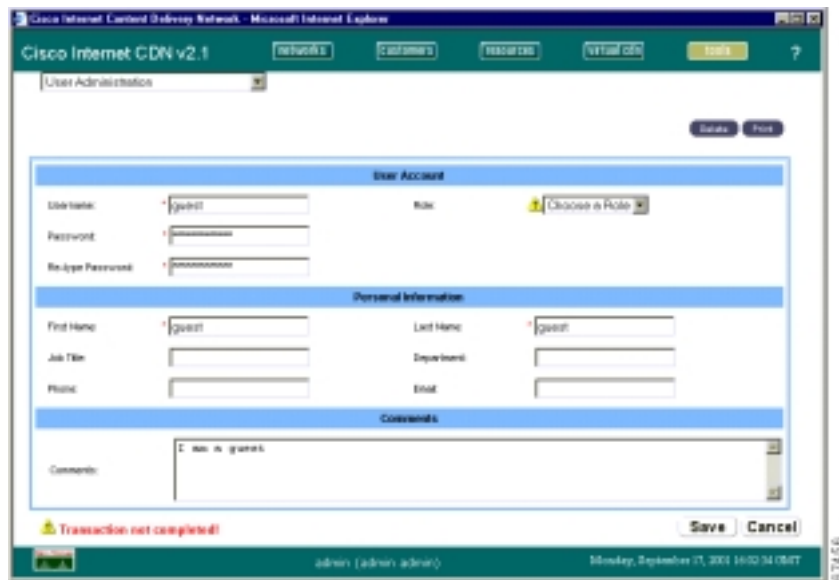 Cisco Internet Content Delivery Network - Microsoft Internet Explorer
Cisco Internet CDN v2.1
networks customers resources virtual cdn tools ?
User Administration
Delete Print
User Account
Username: * guest Role: Choose a Role
Password: * **********
Re-type Password: * **********
Personal Information
First Name: * guest Last Name: * guest
Job Title: Department:
Phone: Email:
Comments
Comments: I am a guest
Transaction not completed!
Save Cancel
admin (admin admin) Monday, September 17, 2001 16:02:34 GMT